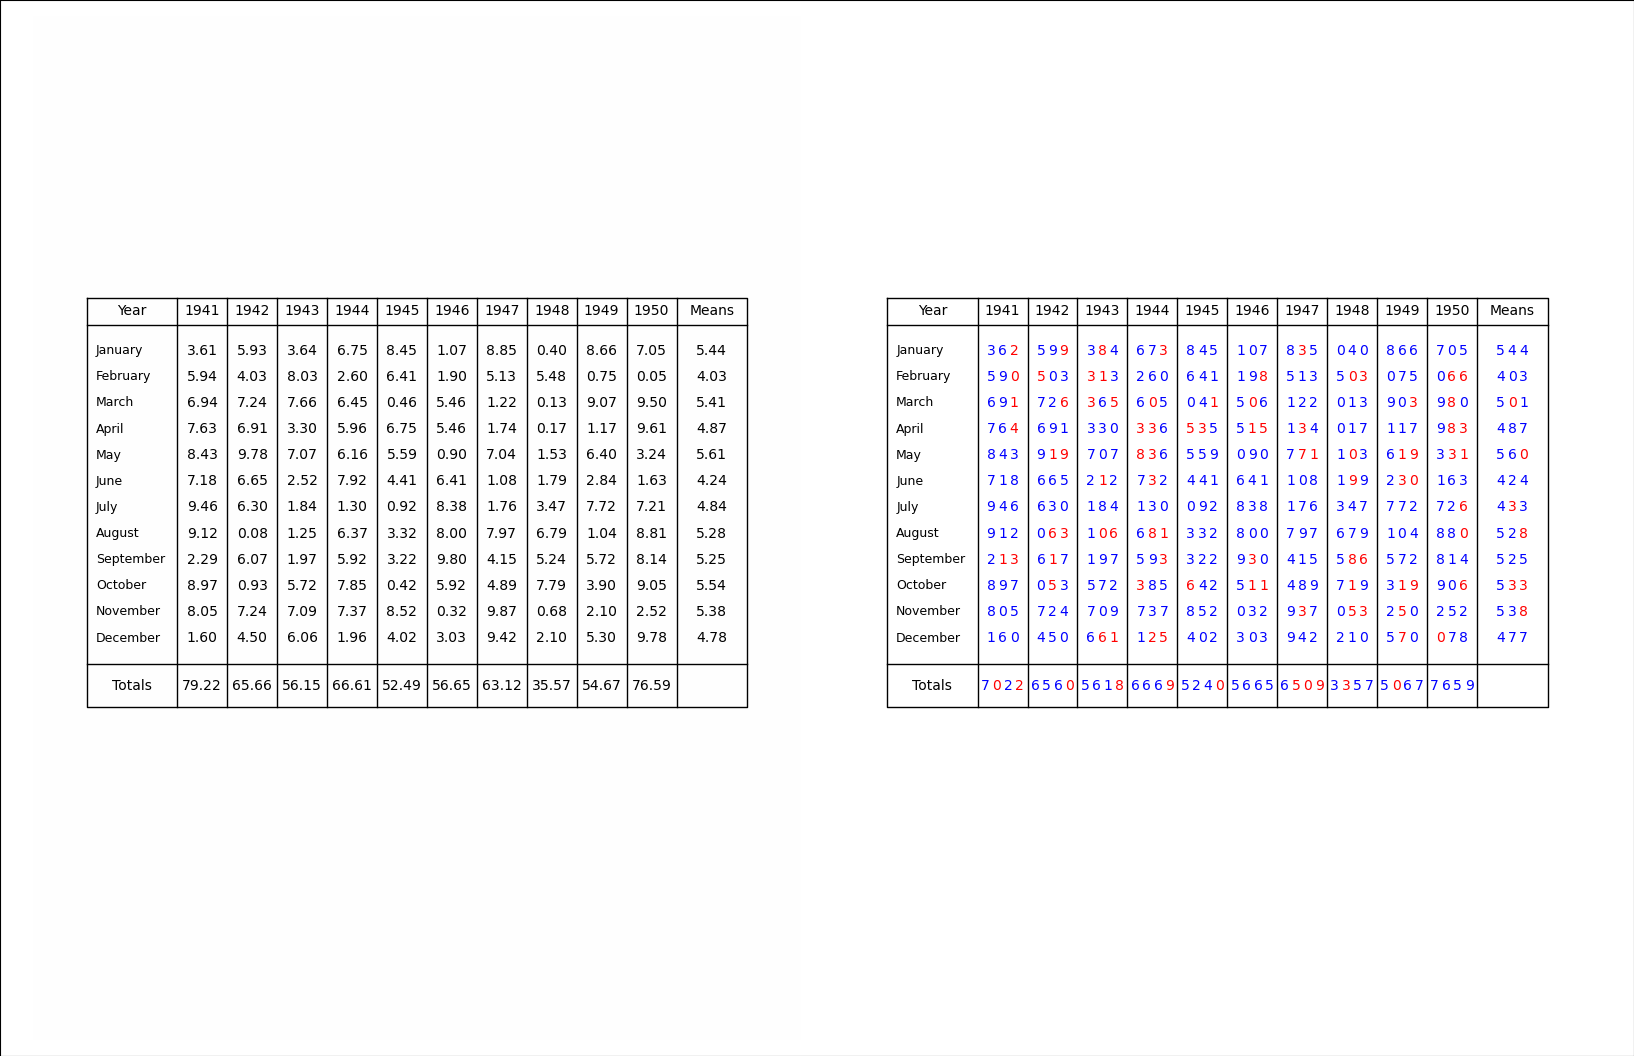 Year 1941 1942 1943 1944 1945 1946 1947 1948 1949 1950 Means
January 3.61 5.93 3.64 6.75 8.45 1.07 8.85 0.40 8.66 7.05 5.44
February 5.94 4.03 8.03 2.60 6.41 1.90 5.13 5.48 0.75 0.05 4.03
March 6.94 7.24 7.66 6.45 0.46 5.46 1.22 0.13 9.07 9.50 5.41
April 7.63 6.91 3.30 5.96 6.75 5.46 1.74 0.17 1.17 9.61 4.87
May 8.43 9.78 7.07 6.16 5.59 0.90 7.04 1.53 6.40 3.24 5.61
June 7.18 6.65 2.52 7.92 4.41 6.41 1.08 1.79 2.84 1.63 4.24
July 9.46 6.30 1.84 1.30 0.92 8.38 1.76 3.47 7.72 7.21 4.84
August 9.12 0.08 1.25 6.37 3.32 8.00 7.97 6.79 1.04 8.81 5.28
September 2.29 6.07 1.97 5.92 3.22 9.80 4.15 5.24 5.72 8.14 5.25
October 8.97 0.93 5.72 7.85 0.42 5.92 4.89 7.79 3.90 9.05 5.54
November 8.05 7.24 7.09 7.37 8.52 0.32 9.87 0.68 2.10 2.52 5.38
December 1.60 4.50 6.06 1.96 4.02 3.03 9.42 2.10 5.30 9.78 4.78
Totals 79.22 65.66 56.15 66.61 52.49 56.65 63.12 35.57 54.67 76.59
Year 1941 1942 1943 1944 1945 1946 1947 1948 1949 1950 Means
January 362 599 384 673 845 107 835 040 866 705 544
February 590 503 313 260 641 198 513 503 075 066 403
March 691 726 365 605 041 506 122 013 903 980 501
April 764 691 330 336 535 515 134 017 117 983 487
May 843 919 707 836 559 090 771 103 619 331 560
June 718 665 212 732 441 641 108 199 230 163 424
July 946 630 184 130 092 838 176 347 772 726 433
August 912 063 106 681 332 800 797 679 104 880 528
September 213 617 197 593 322 930 415 586 572 814 525
October 897 053 572 385 642 511 489 719 319 906 533
November 805 724 709 737 852 032 937 053 250 252 538
December 160 450 661 125 402 303 942 210 570 078 477
Totals 7022 6560 5618 6669 5240 5665 6509 3357 5067 7659